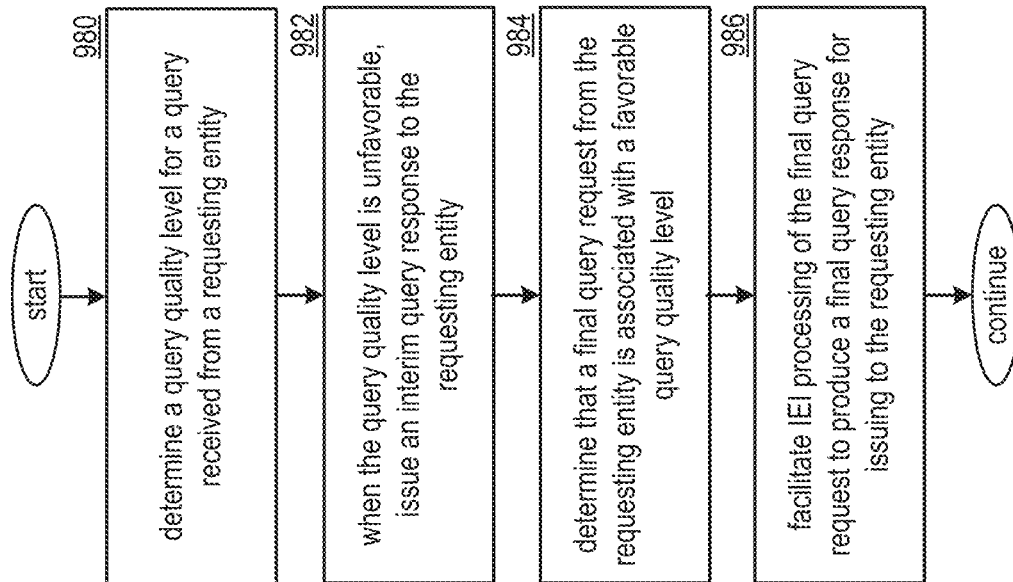 start
980
determine a query quality level for a query
received from a requesting entity
982
when the query quality level is unfavorable,
issue an interim query response to the
requesting entity
984
determine that a final query request from the
requesting entity is associated with a favorable
query quality level
986
facilitate IEI processing of the final query
request to produce a final query response for
issuing to the requesting entity
continue